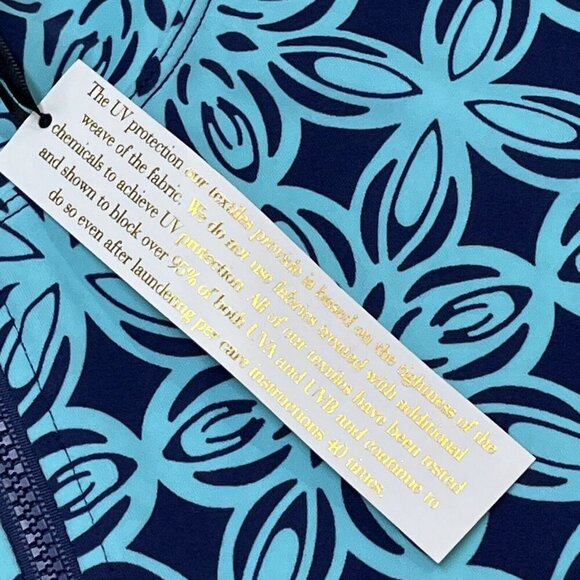 The UV protection our textiles provide is based on the tightness of the
weave of the fabric. We do not use fabrics treated with additional
chemicals to achieve UV protection. All of our textiles have been tested
and shown to block over 95% of both UVA and UVB and continue to
do so even after laundering per care instructions 40 times.